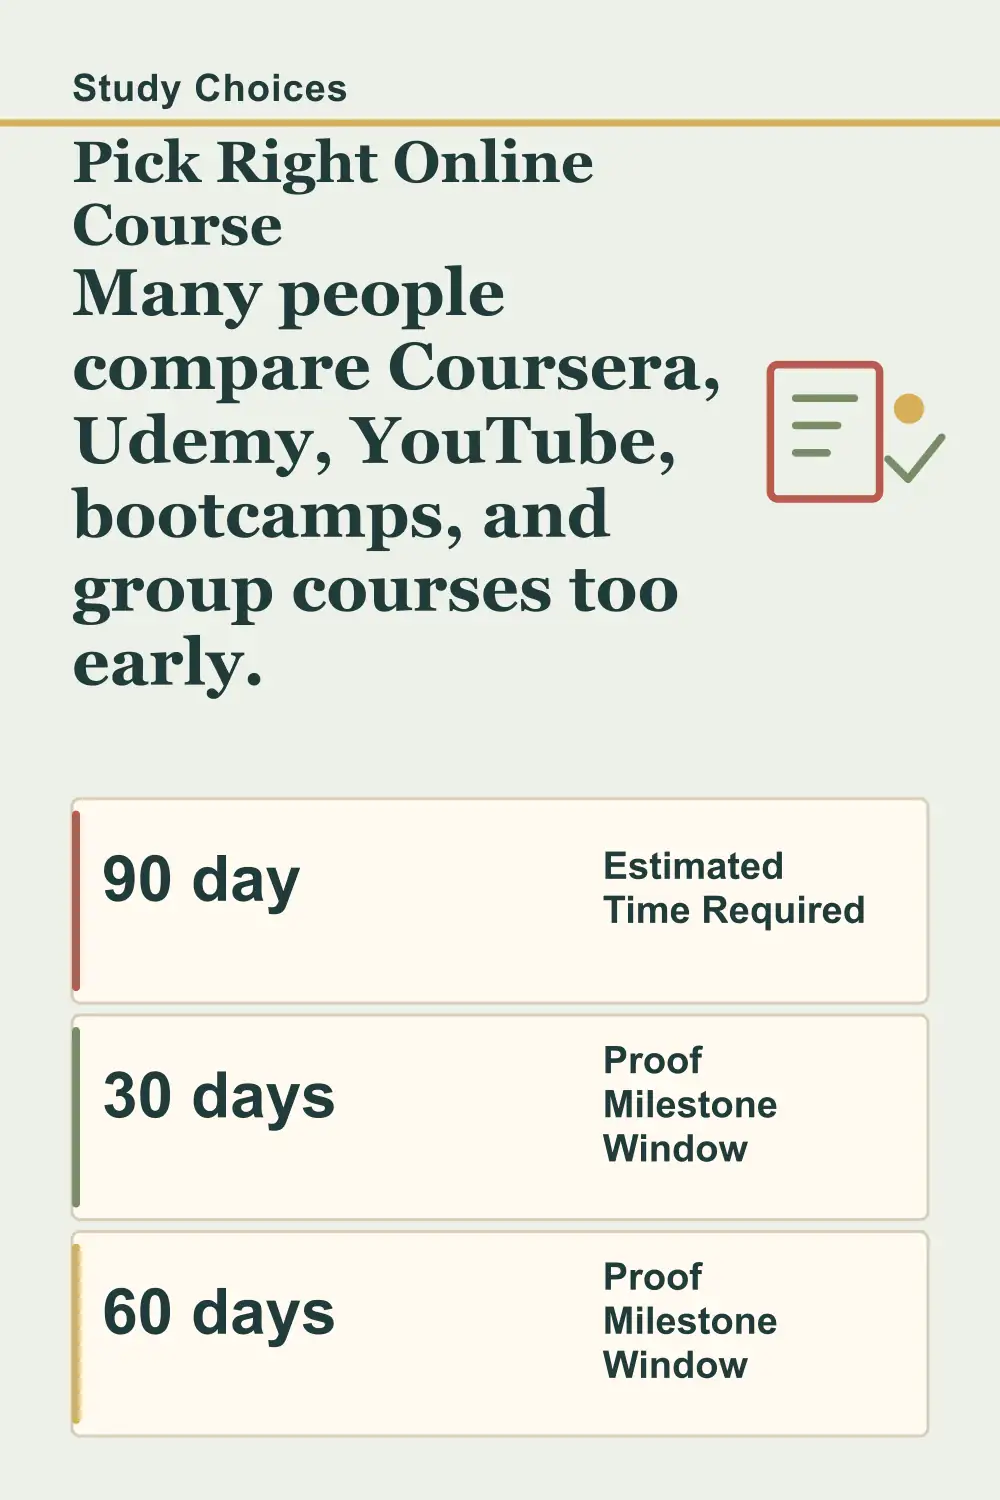 Study Choices
Pick Right Online
Course
Many people
compare Coursera,
Udemy, YouTube,
bootcamps, and
group courses too
early.
90 day
Estimated
Time Required
30 days
Proof
Milestone
Window
60 days
Proof
Milestone
Window